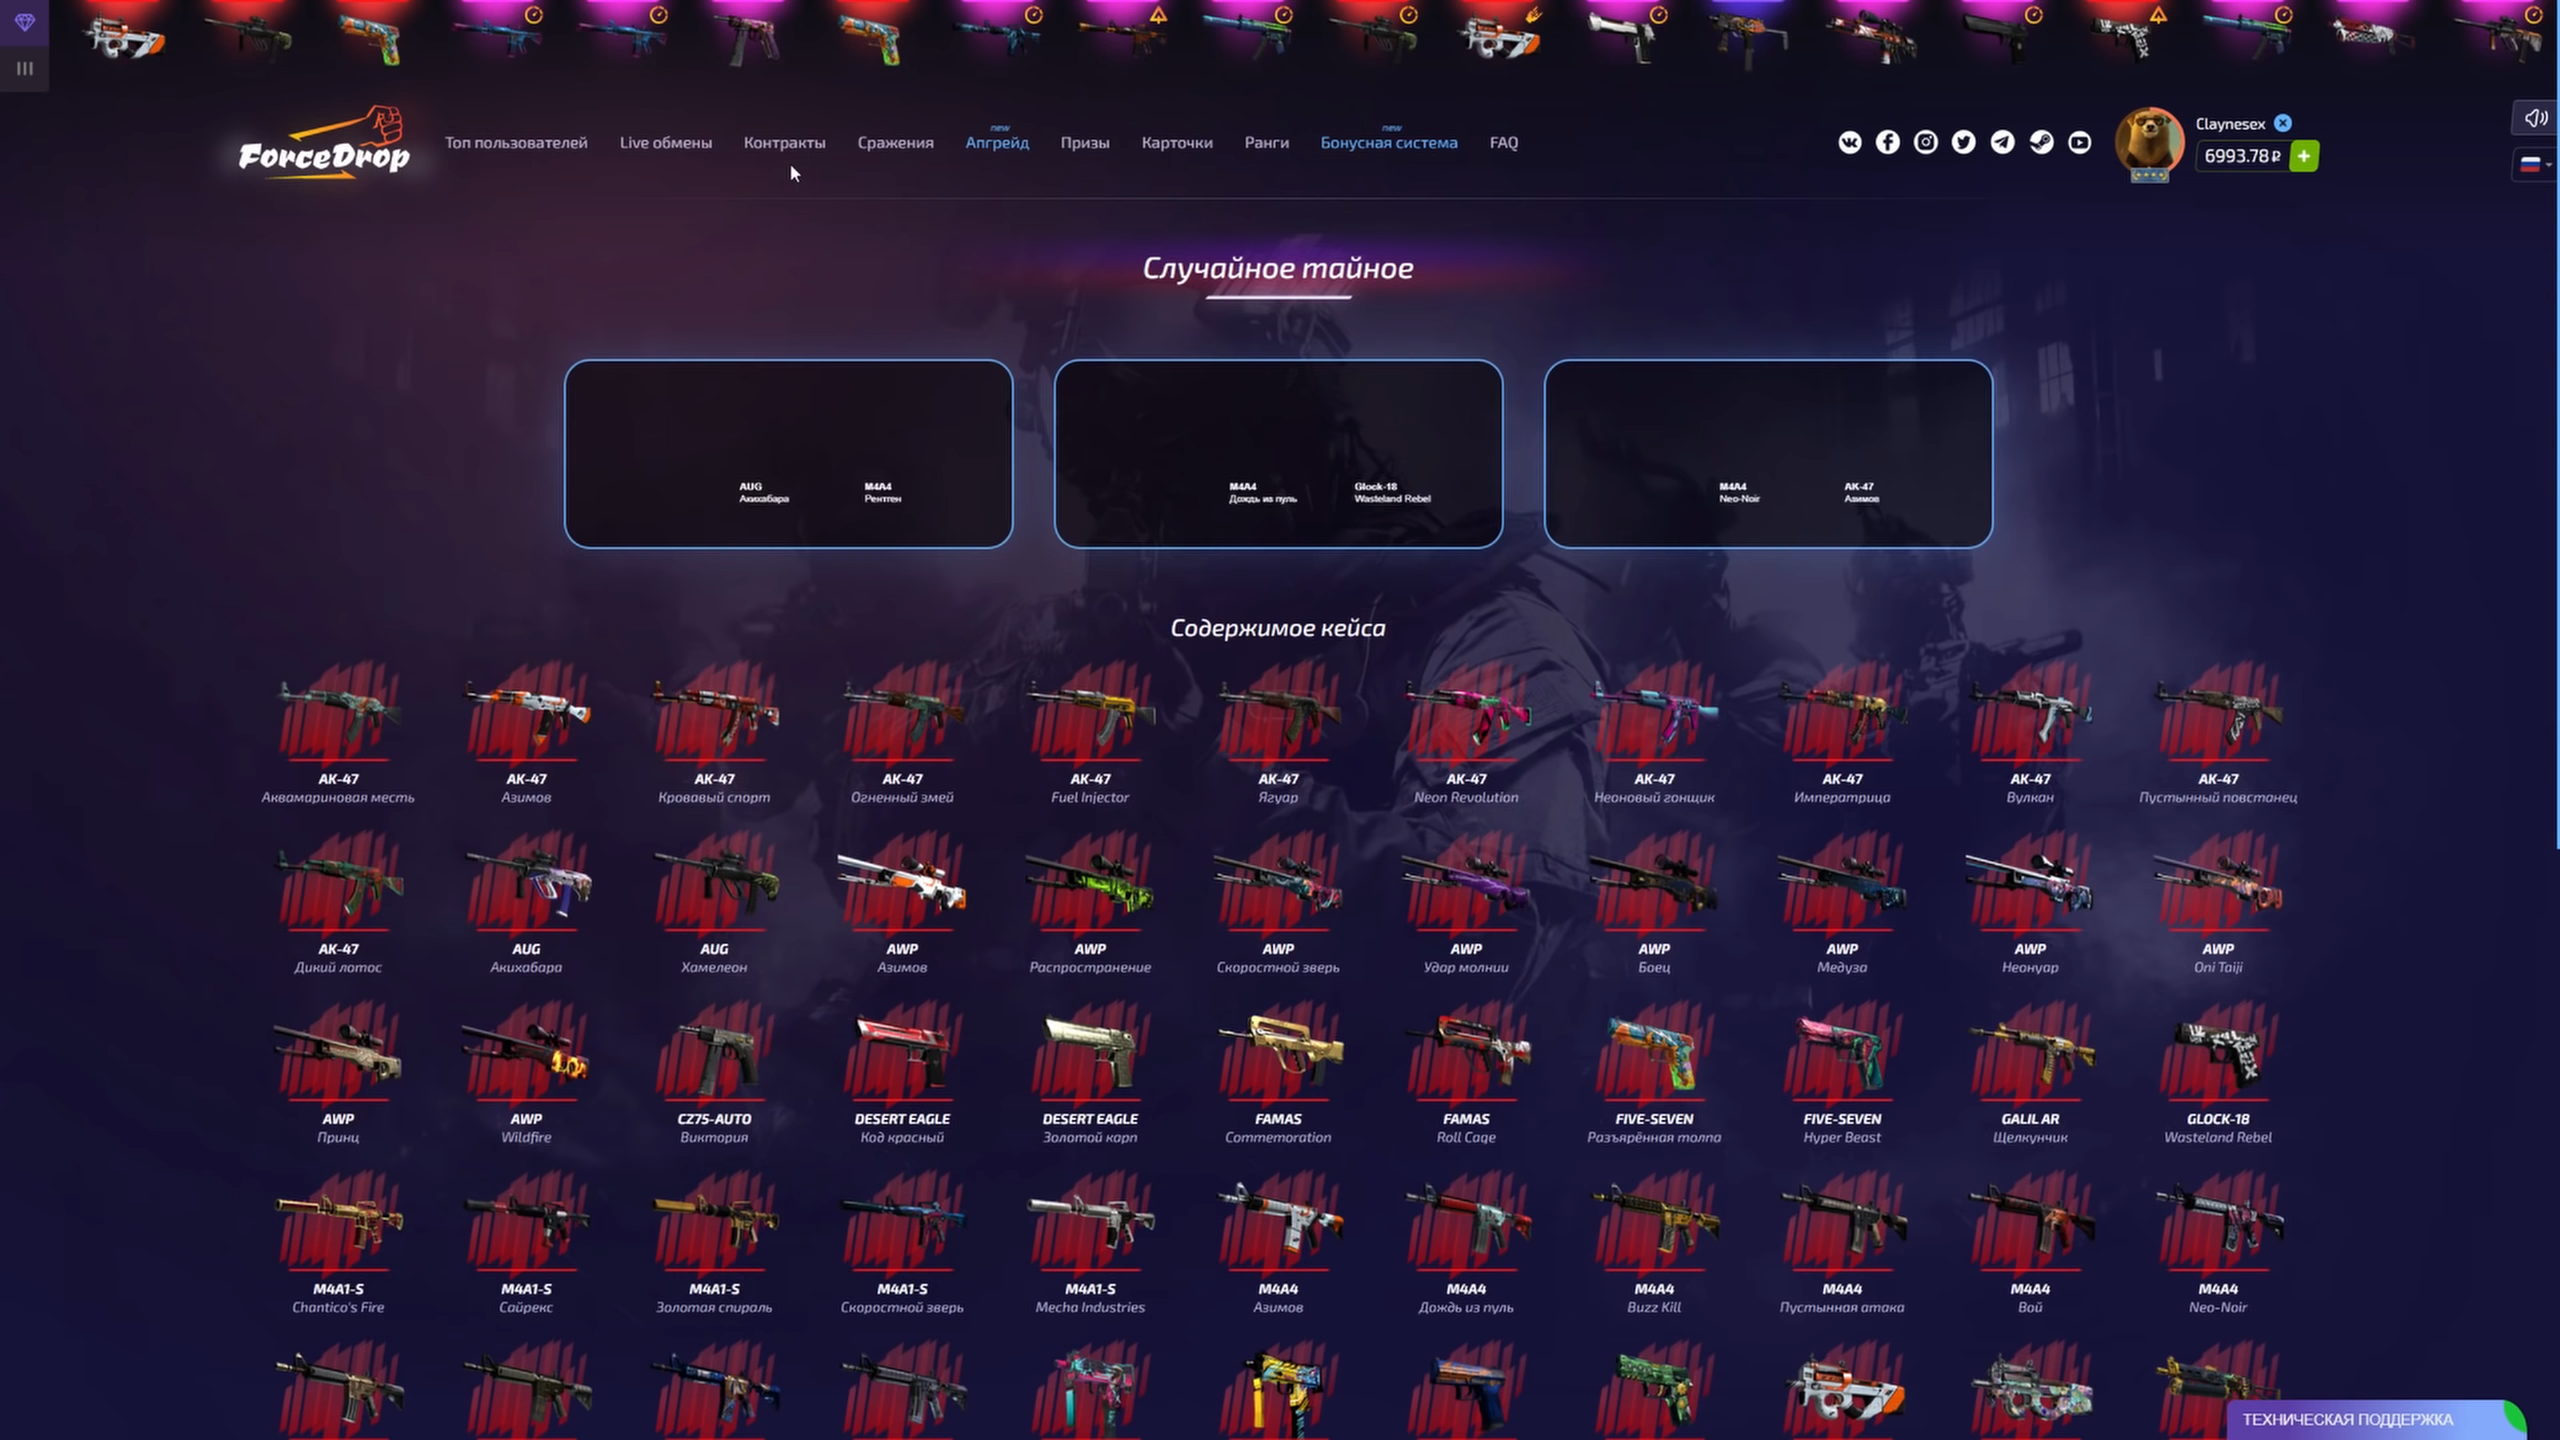 ForceDrop
Топ пользователей
Live обмены
Контракты
Сражения
new
Апгрейд
Призы
Карточки
Ранги
new
Бонусная система
FAQ
Claynesex
6993.78₽
Случайное тайное
AUG
Акихабара
M4A4
Рентген
M4A4
Дождь из пуль
Glock-18
Wasteland Rebel
M4A4
Neo-Noir
AK-47
Азимов
Содержимое кейса
AK-47
Аквамариновая месть
AK-47
Азимов
AK-47
Кровавый спорт
AK-47
Огненный змей
AK-47
Fuel Injector
AK-47
Ягуар
AK-47
Neon Revolution
AK-47
Неоновый гонщик
AK-47
Императрица
AK-47
Вулкан
AK-47
Пустынный повстанец
AK-47
Дикий лотос
AUG
Акихабара
AUG
Хамелеон
AWP
Азимов
AWP
Распространение
AWP
Скоростной зверь
AWP
Удар молнии
AWP
Боец
AWP
Медуза
AWP
Неонуар
AWP
Oni Taiji
AWP
Принц
AWP
Wildfire
CZ75-AUTO
Виктория
DESERT EAGLE
Код красный
DESERT EAGLE
Золотой карп
FAMAS
Commemoration
FAMAS
Roll Cage
FIVE-SEVEN
Разъярённая толпа
FIVE-SEVEN
Hyper Beast
GALIL AR
Щелкунчик
GLOCK-18
Wasteland Rebel
M4A1-S
Chantico's Fire
M4A1-S
Сайрекс
M4A1-S
Золотая спираль
M4A1-S
Скоростной зверь
M4A1-S
Mecha Industries
M4A4
Азимов
M4A4
Дождь из пуль
M4A4
Buzz Kill
M4A4
Пустынная атака
M4A4
Вой
M4A4
Neo-Noir
ТЕХНИЧЕСКАЯ ПОДДЕРЖКА